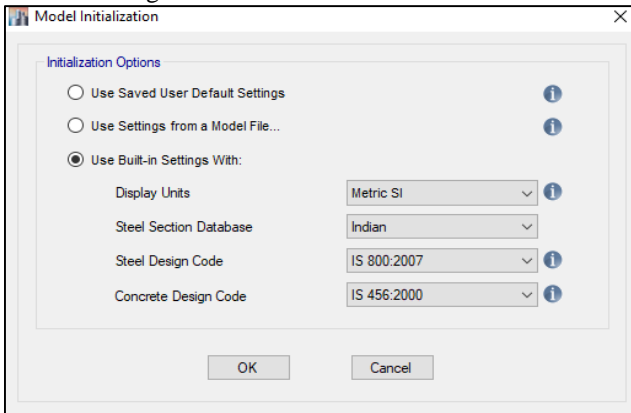 Model Initialization
Initialization Options
Use Saved User Default Settings
Use Settings from a Model File...
Use Built-in Settings With:
Display Units Metric SI
Steel Section Database Indian
Steel Design Code IS 800:2007
Concrete Design Code IS 456:2000
OK Cancel